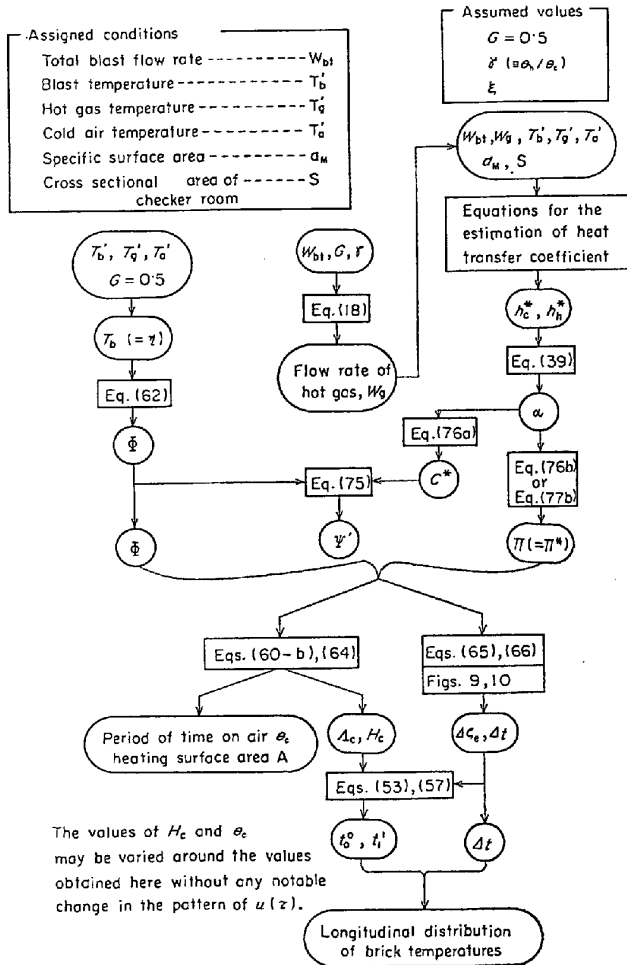 Assigned conditions
Total blast flow rate -------- W_bt
Blast temperature --------------- T_b'
Hot gas temperature ------------ T_g'
Cold air temperature ------------ T_a'
Specific surface area ----------- a_M
Cross sectional area of ------ S
checker room
Assumed values
G = 0·5
γ (≡θ_h/θ_c)
ξ
W_bt, W_g, T_b', T_g', T_a'
a_M, S
Equations for the
estimation of heat
transfer coefficient
T_b', T_g', T_a'
G = 0·5
W_bt, G, γ
h_c*, h_h*
Eq. (18)
T_b (= η)
Eq. (39)
Flow rate of
hot gas, W_g
Eq. (62)
α
Eq. (76a)
Φ
Eq. (76b)
or
Eq. (77b)
Eq. (75)
C*
Φ
Ψ'
Π (=Π*)
Eqs. (60-b), (64)
Eqs. (65), (66)
Figs. 9, 10
Period of time on air θ_c
heating surface area A
Λ_c, H_c
Δζ_e, Δt
Eqs. (53), (57)
The values of H_c and θ_c
may be varied around the values
obtained here without any notable
change in the pattern of u(τ).
t_0^0, t_1'
Δt
Longitudinal distribution
of brick temperatures